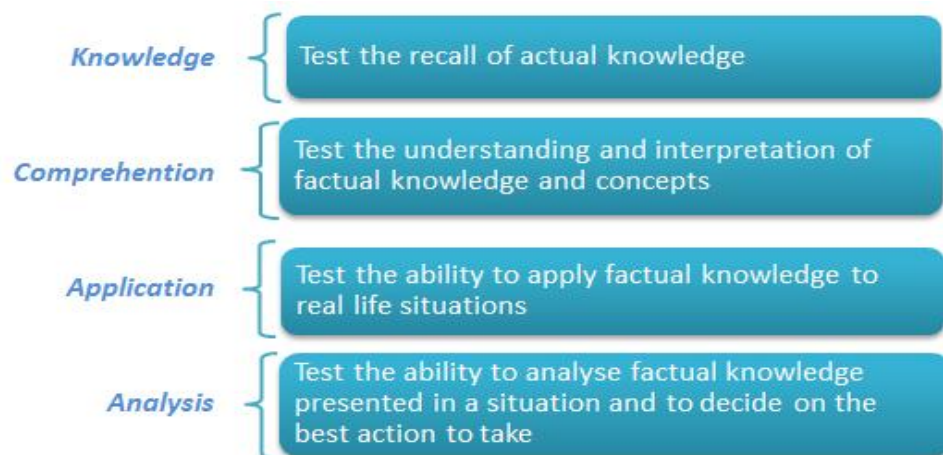 Knowledge
Test the recall of actual knowledge
Comprehention
Test the understanding and interpretation of
factual knowledge and concepts
Application
Test the ability to apply factual knowledge to
real life situations
Analysis
Test the ability to analyse factual knowledge
presented in a situation and to decide on the
best action to take